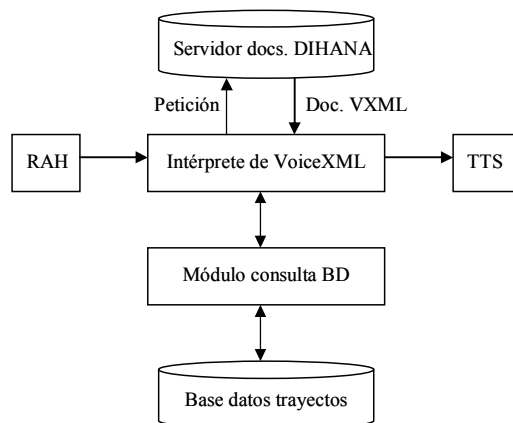 Servidor docs. DIHANA
Petición
Doc. VXML
RAH
Intérprete de VoiceXML
TTS
Módulo consulta BD
Base datos trayectos